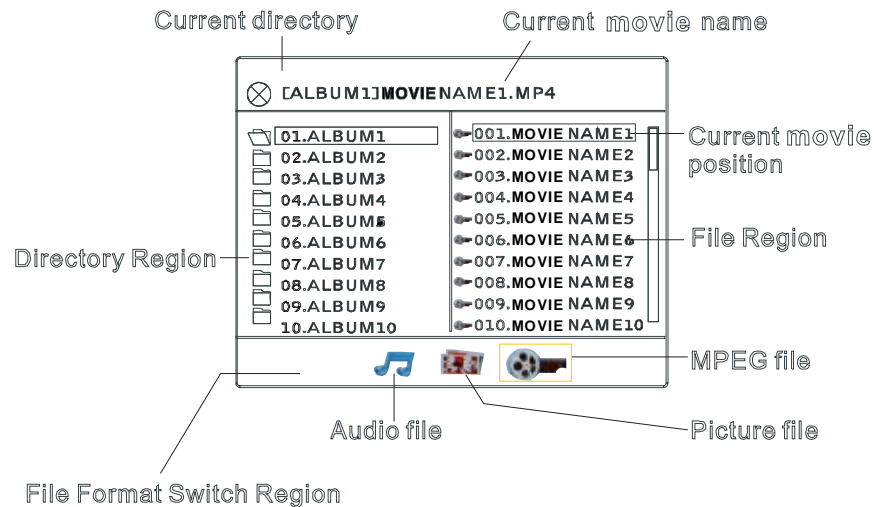 Current directory
Current movie name
[ALBUM1]MOVIE NAME1.MP4
01.ALBUM1
02.ALBUM2
03.ALBUM3
04.ALBUM4
05.ALBUM5
06.ALBUM6
07.ALBUM7
08.ALBUM8
09.ALBUM9
10.ALBUM10
001.MOVIE NAME1
002.MOVIE NAME2
003.MOVIE NAME3
004.MOVIE NAME4
005.MOVIE NAME5
006.MOVIE NAME6
007.MOVIE NAME7
008.MOVIE NAME8
009.MOVIE NAME9
010.MOVIE NAME10
Current movie
position
File Region
Directory Region
MPEG file
Audio file
Picture file
File Format Switch Region